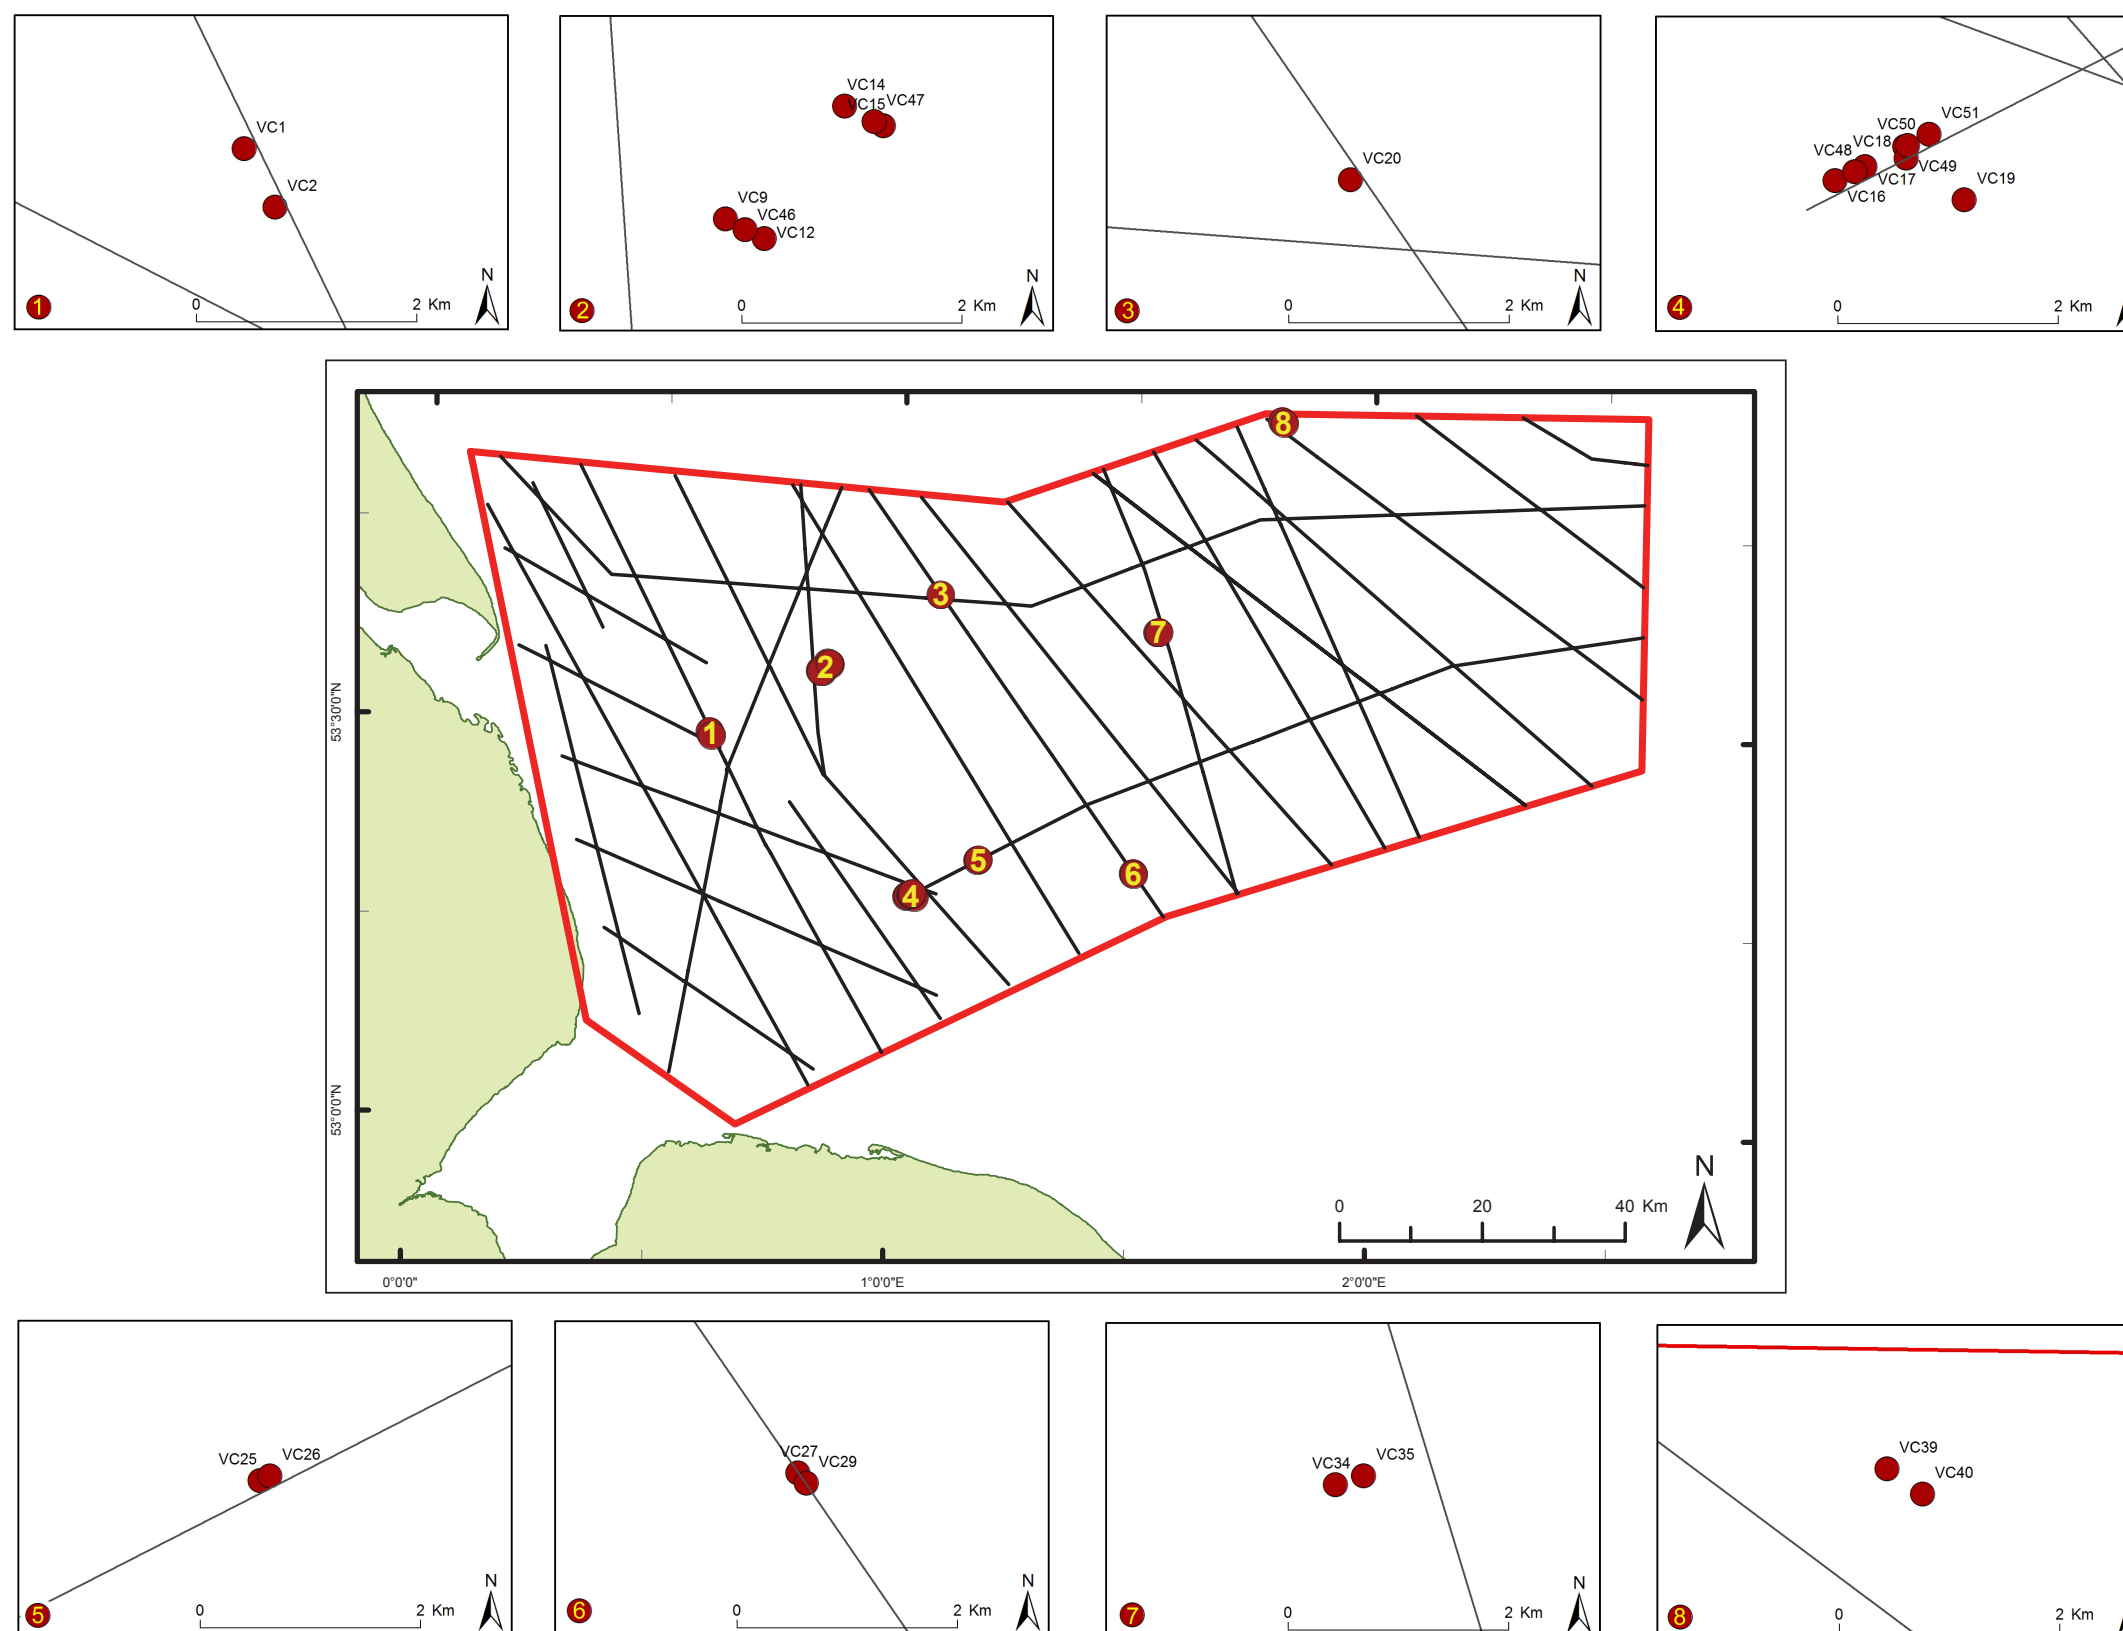 VC1
VC2
1
0 2 Km
N
VC14
VC15 VC47
VC9
VC46
VC12
2
0 2 Km
N
VC20
3
0 2 Km
N
VC51
VC50
VC18
VC48
VC49
VC17
VC16
VC19
4
0 2 Km
8
3
7
2
1
5
6
4
53°30'0"N
53°0'0"N
N
0 20 40 Km
0°0'0"
1°0'0"E
2°0'0"E
VC25
VC26
5
0 2 Km
N
VC27
VC29
6
0 2 Km
N
VC34
VC35
7
0 2 Km
N
VC39
VC40
8
0 2 Km